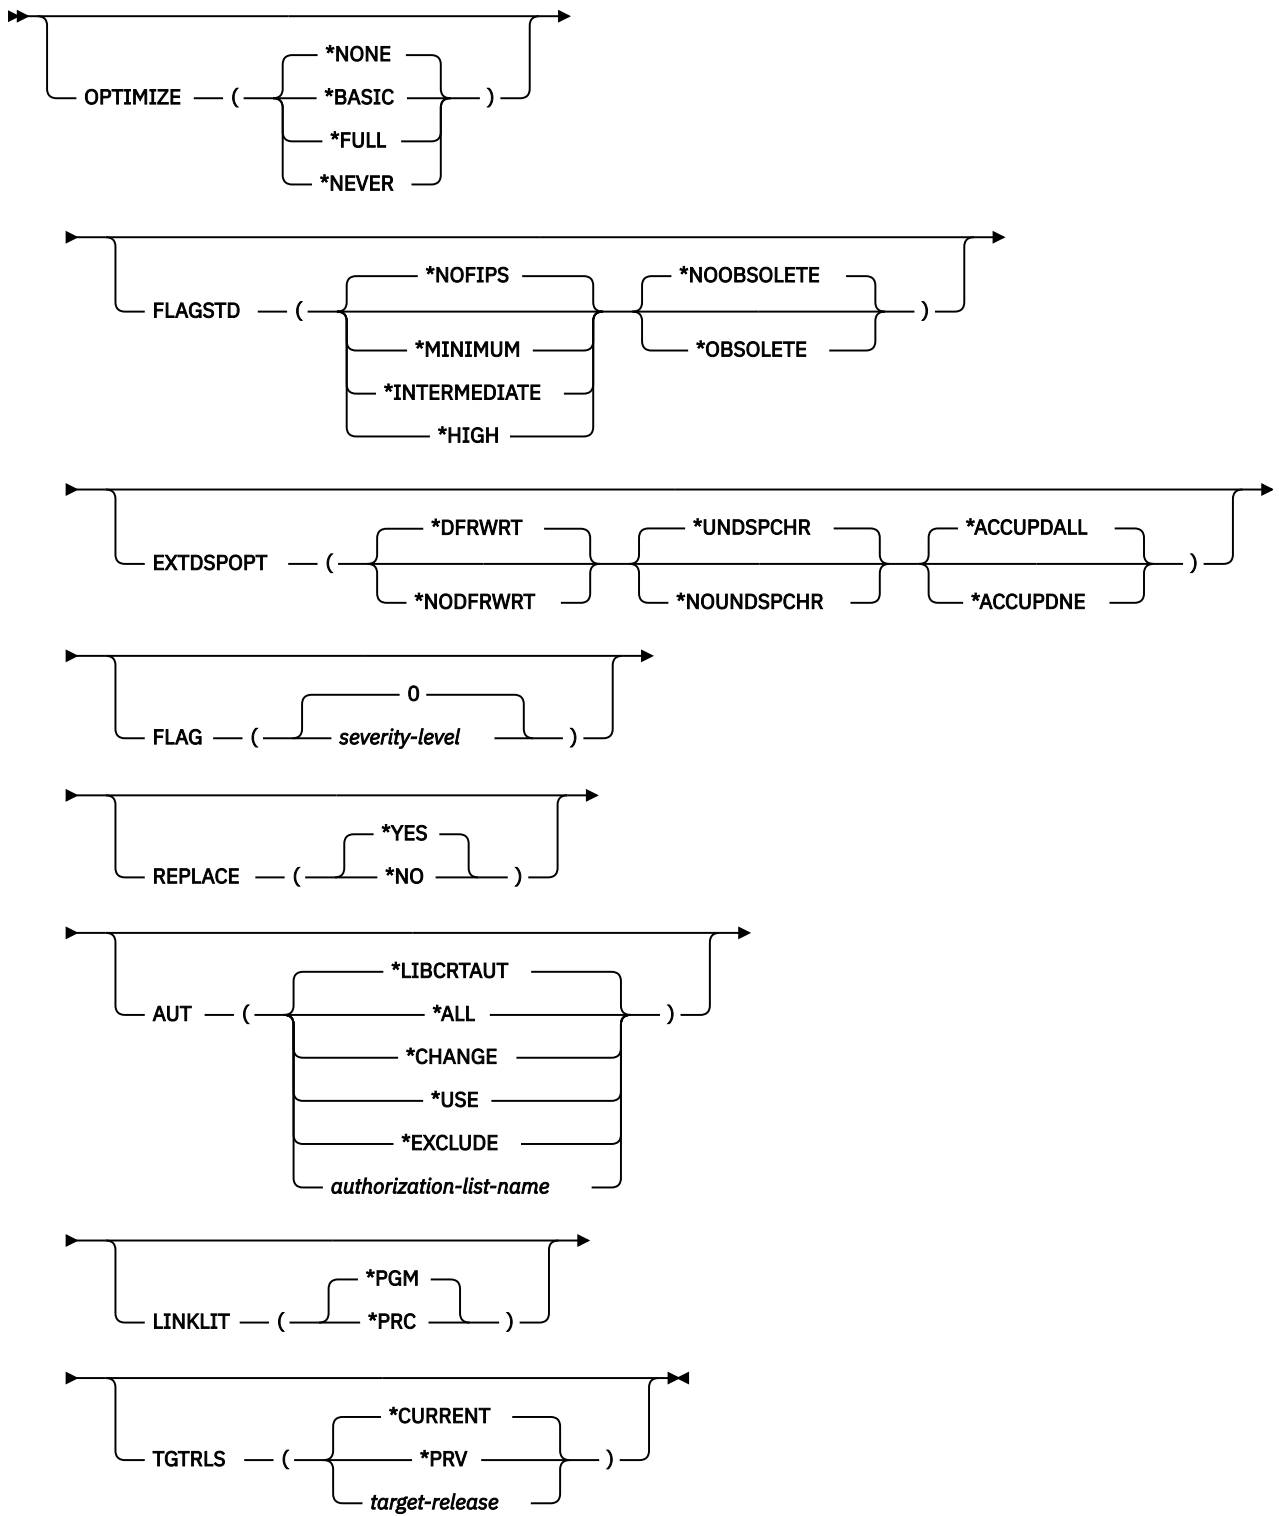 *NONE
OPTIMIZE ( *BASIC )
*FULL
*NEVER
*NOFIPS *NOOBSOLETE
FLAGSTD ( )
*MINIMUM *OBSOLETE
*INTERMEDIATE
*HIGH
*DFRWRT *UNDSPCHR *ACCUPDALL
EXTDSPOPT ( )
*NODFRWRT *NOUNDSPCHR *ACCUPDNE
0
FLAG ( severity-level )
*YES
REPLACE ( *NO )
*LIBCRTAUT
AUT ( *ALL )
*CHANGE
*USE
*EXCLUDE
authorization-list-name
*PGM
LINKLIT ( *PRC )
*CURRENT
TGTRLS ( *PRV )
target-release